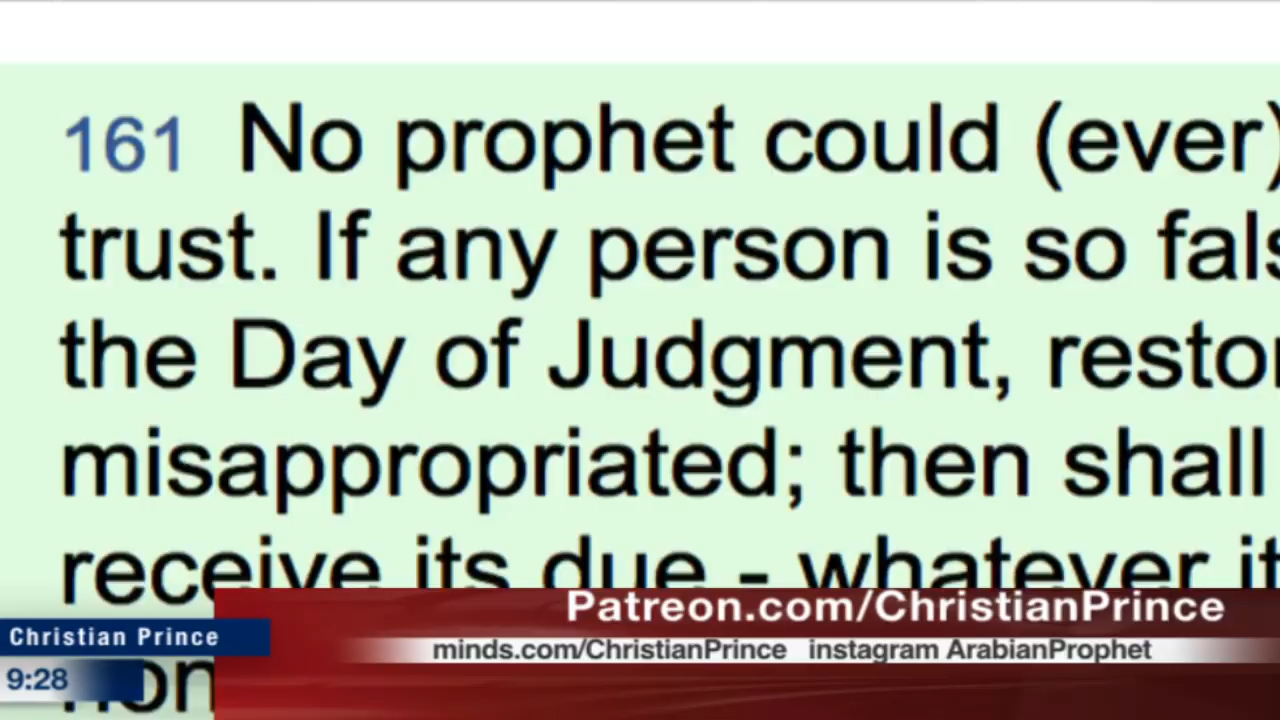 161 No prophet could (ever)
trust. If any person is so fals
the Day of Judgment, restor
misappropriated; then shall
receive its due - whatever it
non
Patreon.com/ChristianPrince
Christian Prince
minds.com/ChristianPrince instagram ArabianProphet
9:28